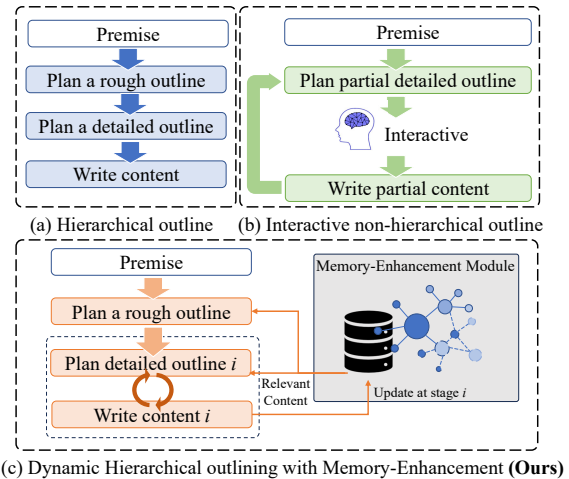 Premise
Plan a rough outline
Plan a detailed outline
Write content
(a) Hierarchical outline
Premise
Plan partial detailed outline
Interactive
Write partial content
(b) Interactive non-hierarchical outline
Premise
Plan a rough outline
Plan detailed outline i
Write content i
Relevant
Content
Memory-Enhancement Module
Update at stage i
(c) Dynamic Hierarchical outlining with Memory-Enhancement (Ours)